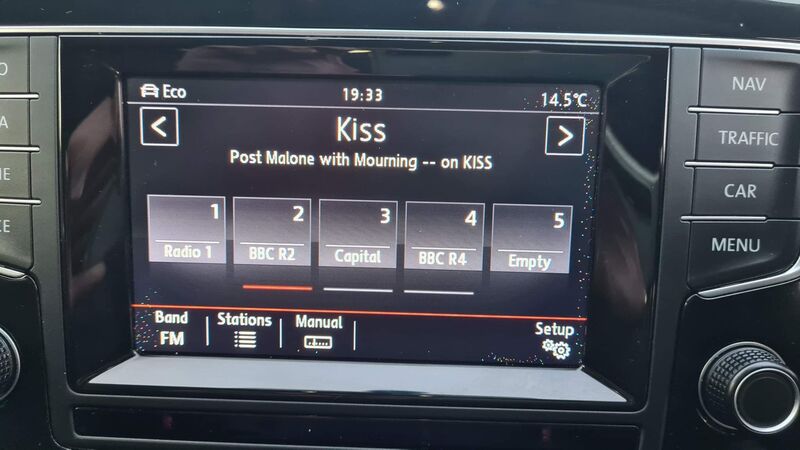 Eco 19:33 14.5°C
< Kiss >
Post Malone with Mourning -- on KISS
1 2 3 4 5
Radio 1 BBC R2 Capital BBC R4 Empty
Band Stations Manual Setup
FM
NAV
TRAFFIC
CAR
MENU